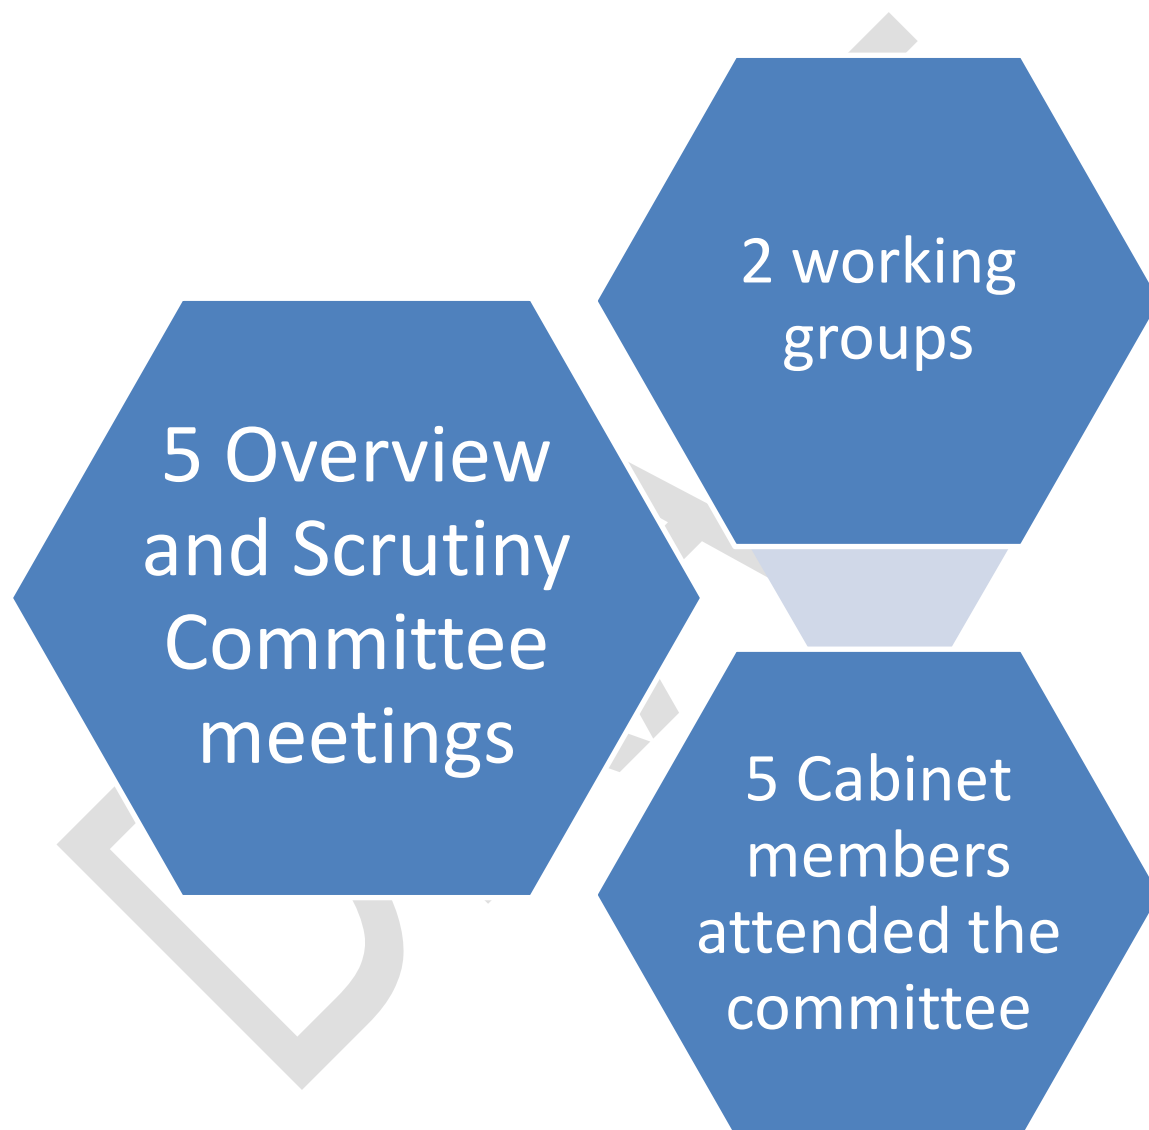 5 Overview
and Scrutiny
Committee
meetings
2 working
groups
5 Cabinet
members
attended the
committee